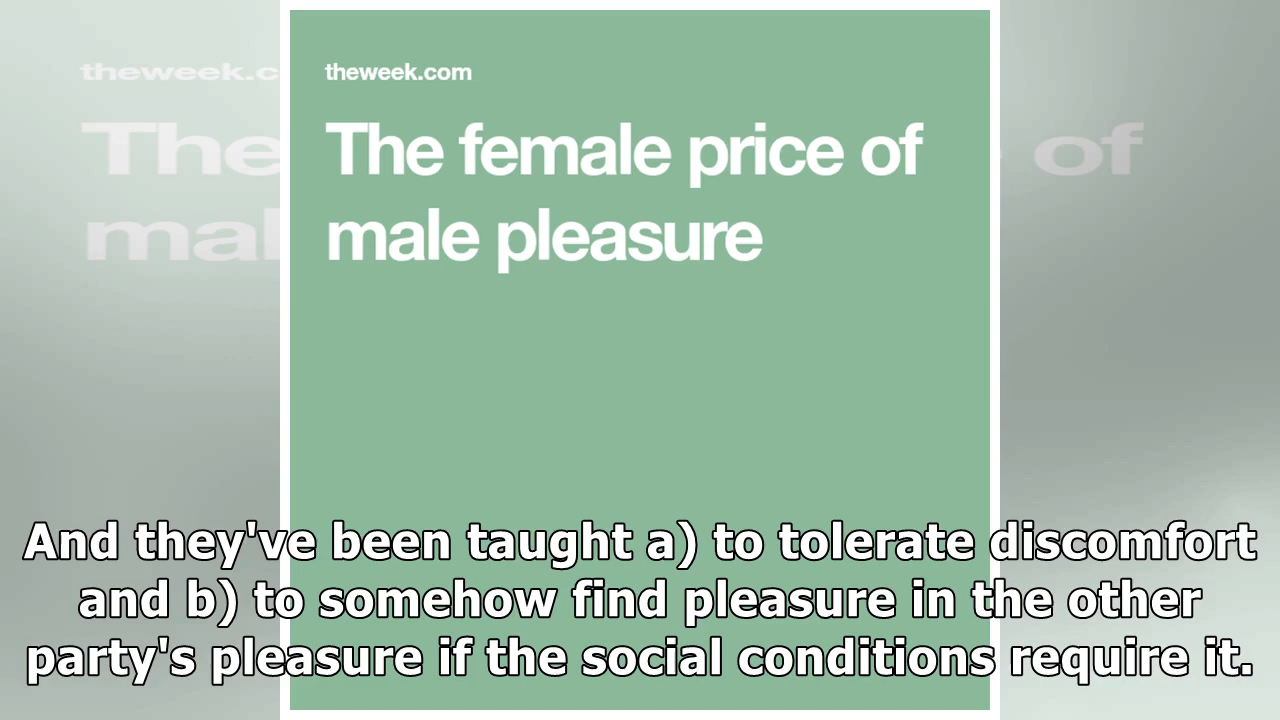 theweek.com
The female price of
male pleasure
And they've been taught a) to tolerate discomfort
and b) to somehow find pleasure in the other
party's pleasure if the social conditions require it.